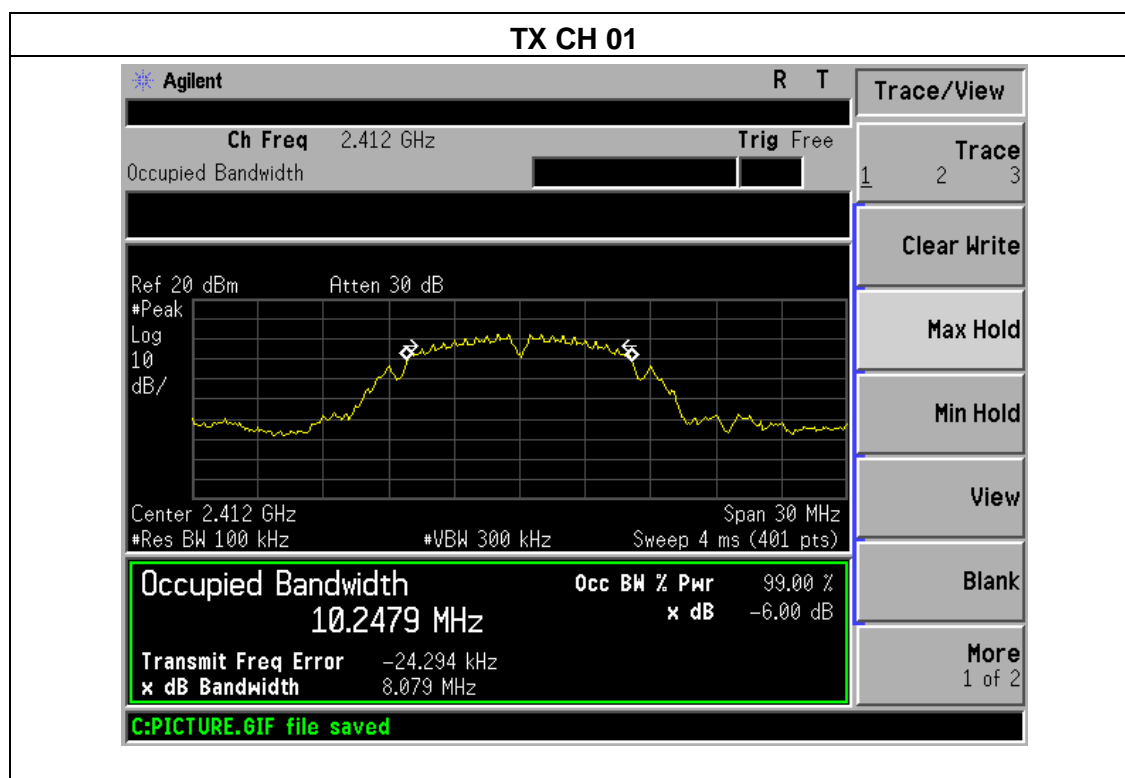 TX CH 01
Agilent R T
Trace/View
Ch Freq 2.412 GHz Trig Free
Occupied Bandwidth
Trace
1 2 3
Clear Write
Ref 20 dBm Atten 30 dB
#Peak
Log
10
dB/
Max Hold
Min Hold
View
Center 2.412 GHz Span 30 MHz
#Res BW 100 kHz #VBW 300 kHz Sweep 4 ms (401 pts)
Occupied Bandwidth Occ BW % Pwr 99.00 %
10.2479 MHz x dB -6.00 dB
Blank
Transmit Freq Error -24.294 kHz
x dB Bandwidth 8.079 MHz
More
1 of 2
C:PICTURE.GIF file saved